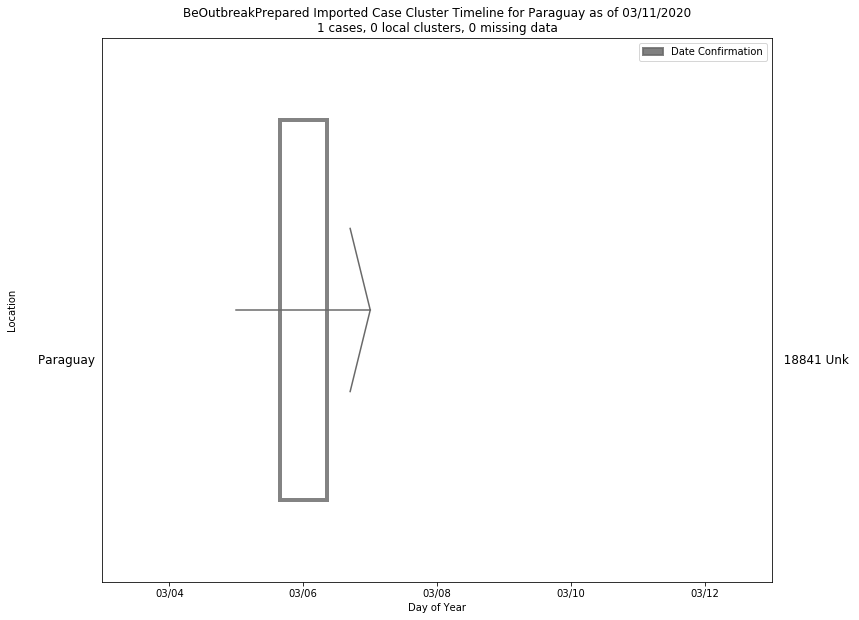 BeOutbreakPrepared Imported Case Cluster Timeline for Paraguay as of 03/11/2020
1 cases, 0 local clusters, 0 missing data
Date Confirmation
Location
Paraguay
18841 Unk
03/04 03/06 03/08 03/10 03/12
Day of Year